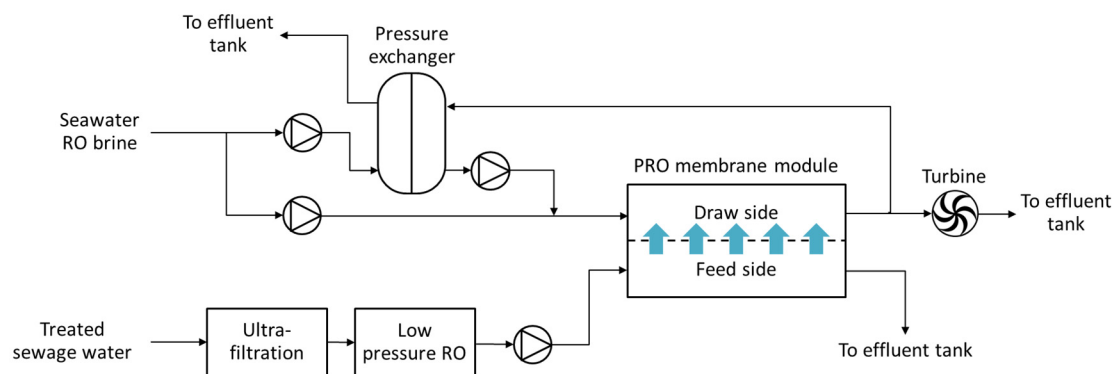 To effluent
tank
Pressure
exchanger
Seawater
RO brine
PRO membrane module
Turbine
Draw side
To effluent
tank
Feed side
Treated
sewage water
Ultra-
filtration
Low
pressure RO
To effluent tank